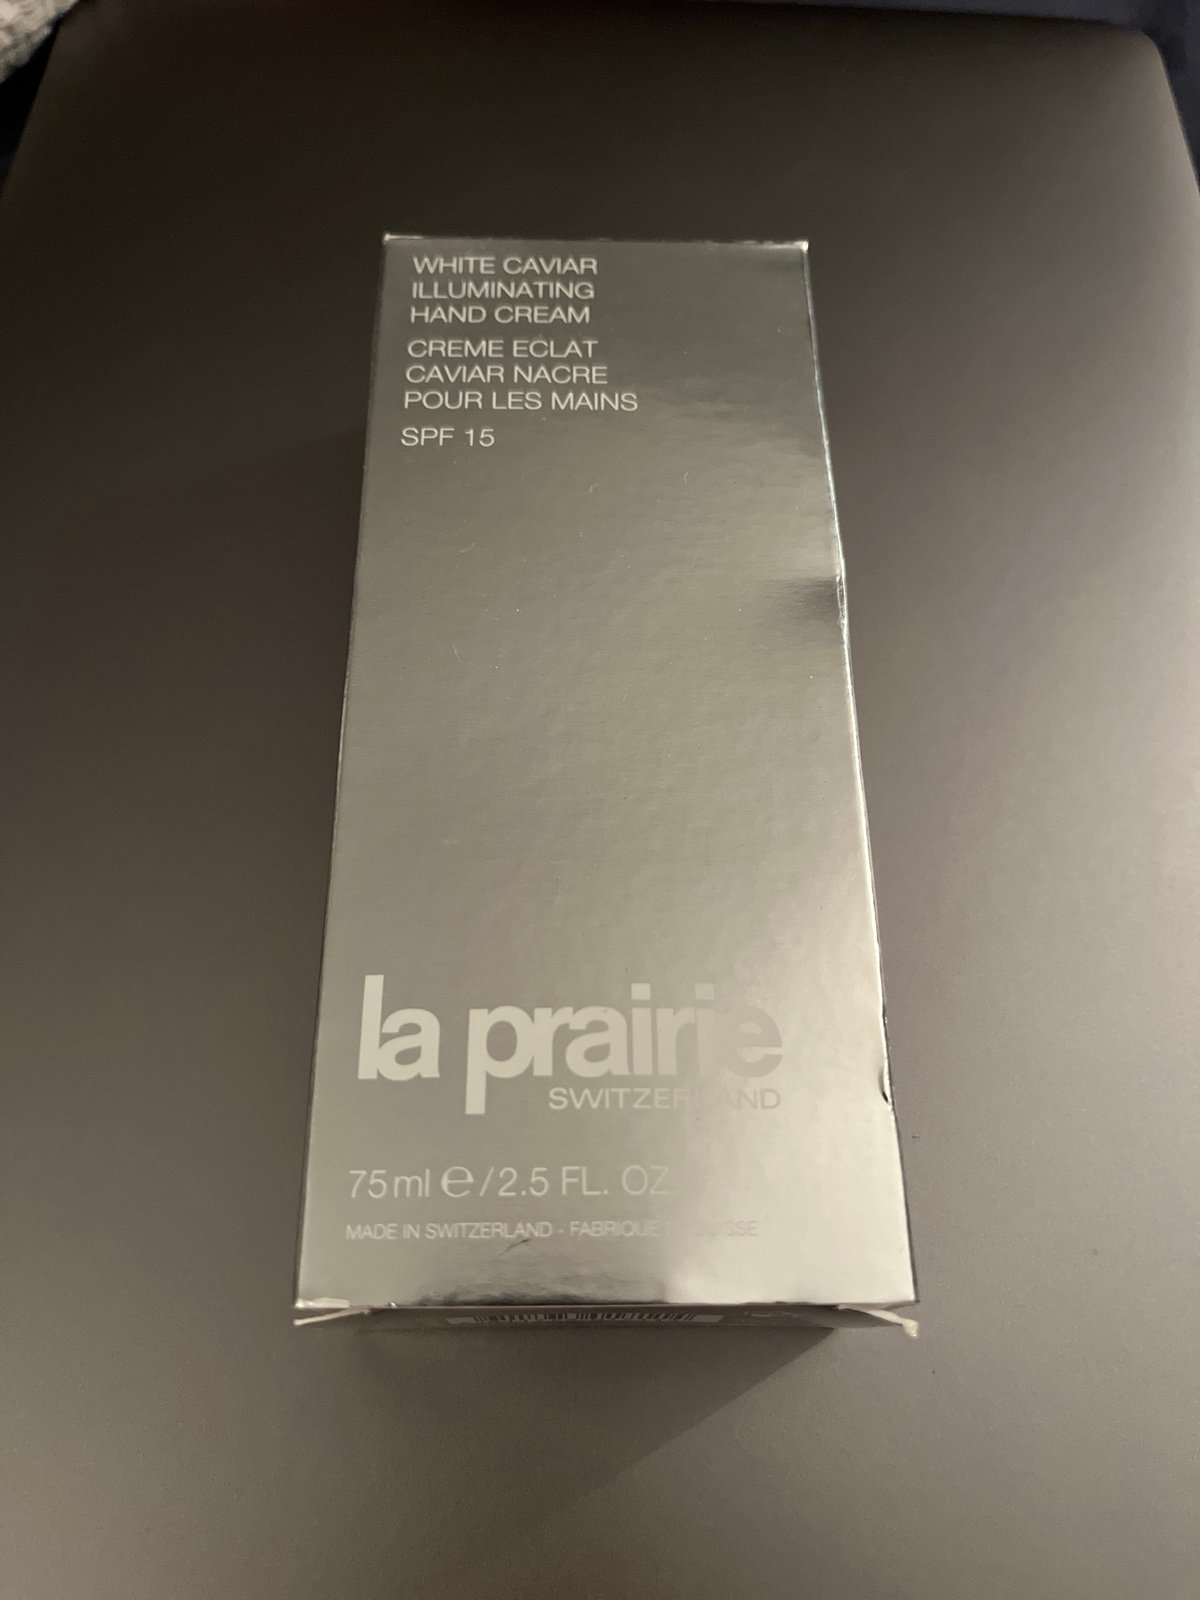 WHITE CAVIAR
ILLUMINATING
HAND CREAM
CREME ECLAT
CAVIAR NACRE
POUR LES MAINS
SPF 15
la prairie
SWITZERLAND
75ml ℮/2.5 FL. OZ.
MADE IN SWITZERLAND - FABRIQUE EN SUISSE